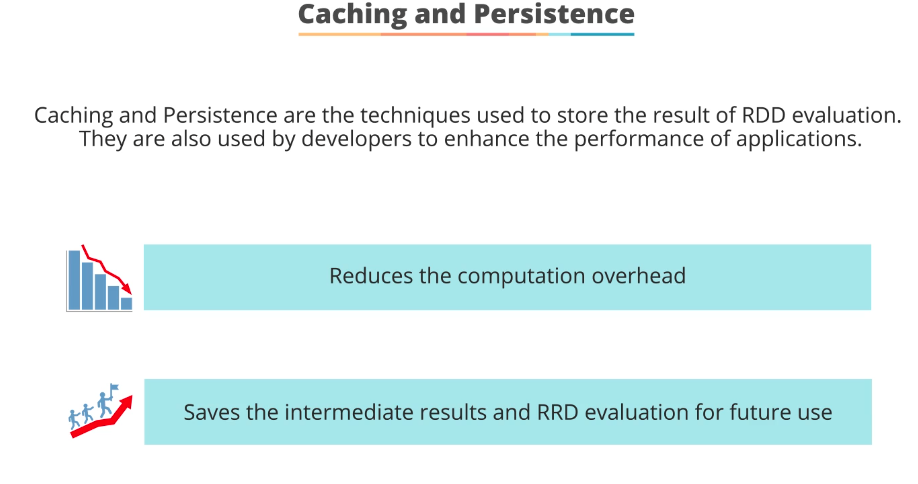 Caching and Persistence
Caching and Persistence are the techniques used to store the result of RDD evaluation.
They are also used by developers to enhance the performance of applications.
Reduces the computation overhead
Saves the intermediate results and RRD evaluation for future use